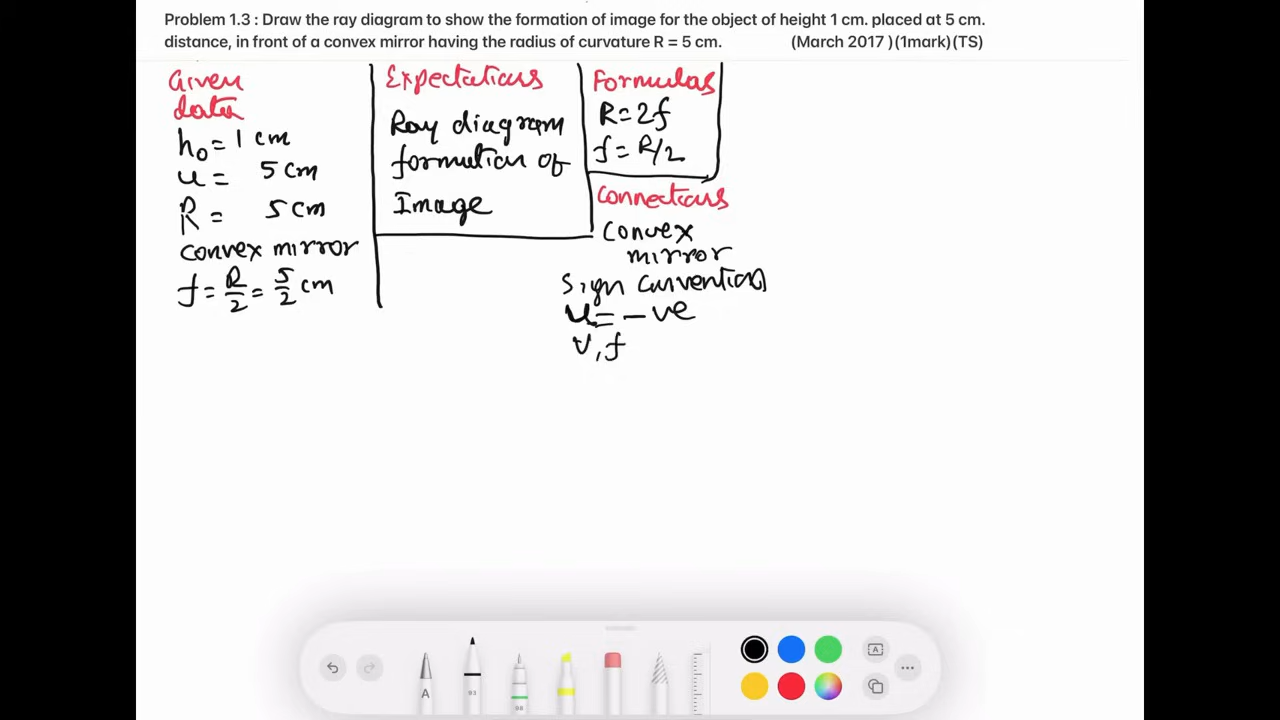 Problem 1.3 : Draw the ray diagram to show the formation of image for the object of height 1 cm. placed at 5 cm.
distance, in front of a convex mirror having the radius of curvature R = 5 cm. (March 2017 )(1mark)(TS)
Given
data
h₀ = 1 cm
u = 5 cm
R = 5 cm
convex mirror
f = R/2 = 5/2 cm
Expectations
Ray diagram
formation of
Image
Formulas
R = 2f
f = R/2
Connections
Convex
mirror
Sign convention
u = -ve
v, f
A
93
98
A